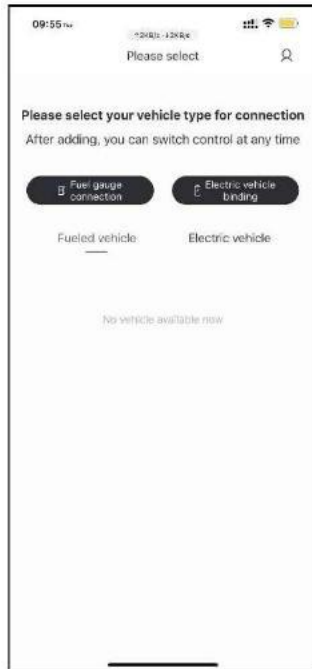 09:55
Please select
Please select your vehicle type for connection
After adding, you can switch control at any time
Fuel gauge
connection
Electric vehicle
binding
Fueled vehicle
Electric vehicle
No vehicle available now